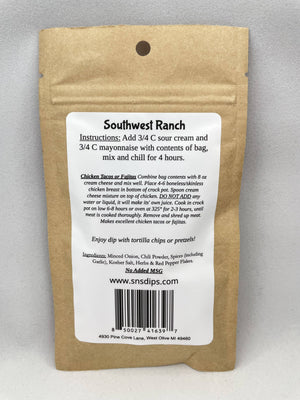 Southwest Ranch
Instructions: Add 3/4 C sour cream and
3/4 C mayonnaise with contents of bag,
mix and chill for 4 hours.
Chicken Tacos or Fajitas Combine bag contents with 8 oz
cream cheese and mix well. Place 4-6 boneless/skinless
chicken breast in bottom of crock pot. Spoon cream
cheese mixture on top of chicken. DO NOT ADD any
water or liquid, it will make its' own juice. Cook in crock
pot on low 6-8 hours or oven at 325° for 2-3 hours, until
meat is cooked thoroughly. Remove and shred up meat.
Makes excellent chicken tacos or fajitas.
Enjoy dip with tortilla chips or pretzels!
Ingredients: Minced Onion, Chili Powder, Spices (including
Garlic), Kosher Salt, Herbs & Red Pepper Flakes.
No Added MSG
www.snsdips.com
8 50027 41639 7
4930 Pine Cove Lane, West Olive MI 49460